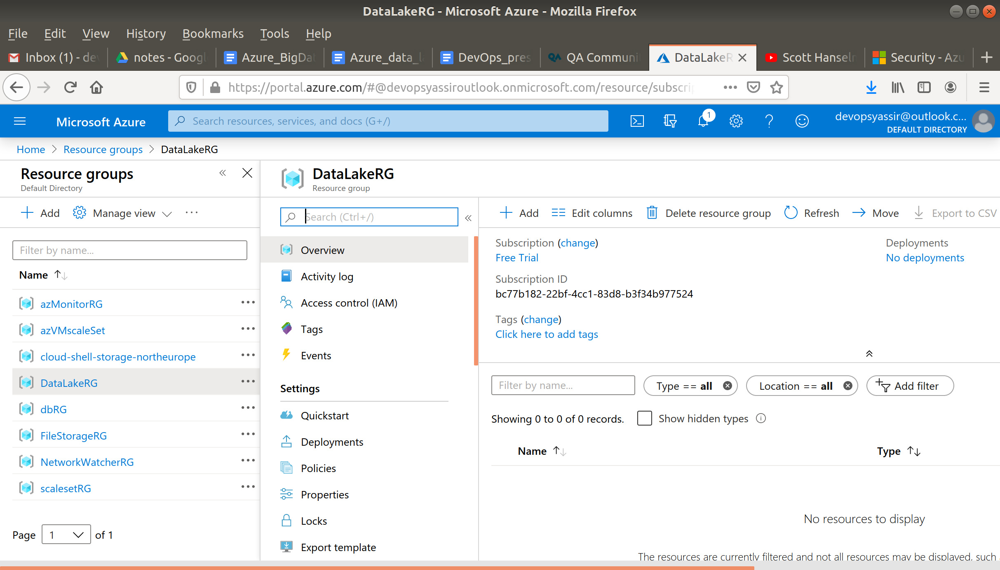 DataLakeRG - Microsoft Azure - Mozilla Firefox
File Edit View History Bookmarks Tools Help
Inbox (1) - dev notes - Googl Azure_BigDat Azure_data_la DevOps_pres QA Communit DataLakeR Scott Hanseln Security - Azu
https://portal.azure.com/#@devopsyassiroutlook.onmicrosoft.com/resource/subscrip
Microsoft Azure
Search resources, services, and docs (G+/)
1
devopsyassir@outlook.c...
DEFAULT DIRECTORY
Home > Resource groups > DataLakeRG
Resource groups
Default Directory
Add Manage view
Filter by name...
Name
azMonitorRG
azVMscaleSet
cloud-shell-storage-northeurope
DataLakeRG
dbRG
FileStorageRG
NetworkWatcherRG
scalesetRG
Page 1 of 1
DataLakeRG
Resource group
Search (Ctrl+/)
Overview
Activity log
Access control (IAM)
Tags
Events
Settings
Quickstart
Deployments
Policies
Properties
Locks
Export template
Add Edit columns Delete resource group Refresh Move Export to CSV
Subscription (change)
Free Trial
Subscription ID
bc77b182-22bf-4cc1-83d8-b3f34b977524
Tags (change)
Click here to add tags
Deployments
No deployments
Filter by name... Type == all Location == all Add filter
Showing 0 to 0 of 0 records. Show hidden types
Name Type
No resources to display
The resources are currently filtered and not all resources may be displayed, such